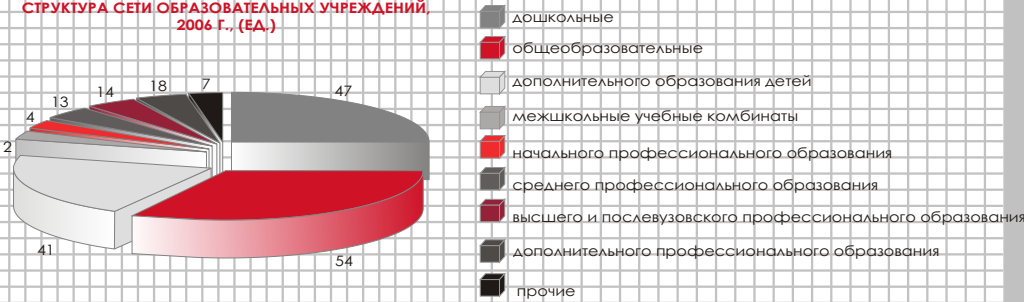 СТРУКТУРА СЕТИ ОБРАЗОВАТЕЛЬНЫХ УЧРЕЖДЕНИЙ,
2006 Г., (ЕД.)
47
54
41
2
4
13
14
18
7
дошкольные
общеобразовательные
дополнительного образования детей
межшкольные учебные комбинаты
начального профессионального образования
среднего профессионального образования
высшего и послевузовского профессионального образования
дополнительного профессионального образования
прочие